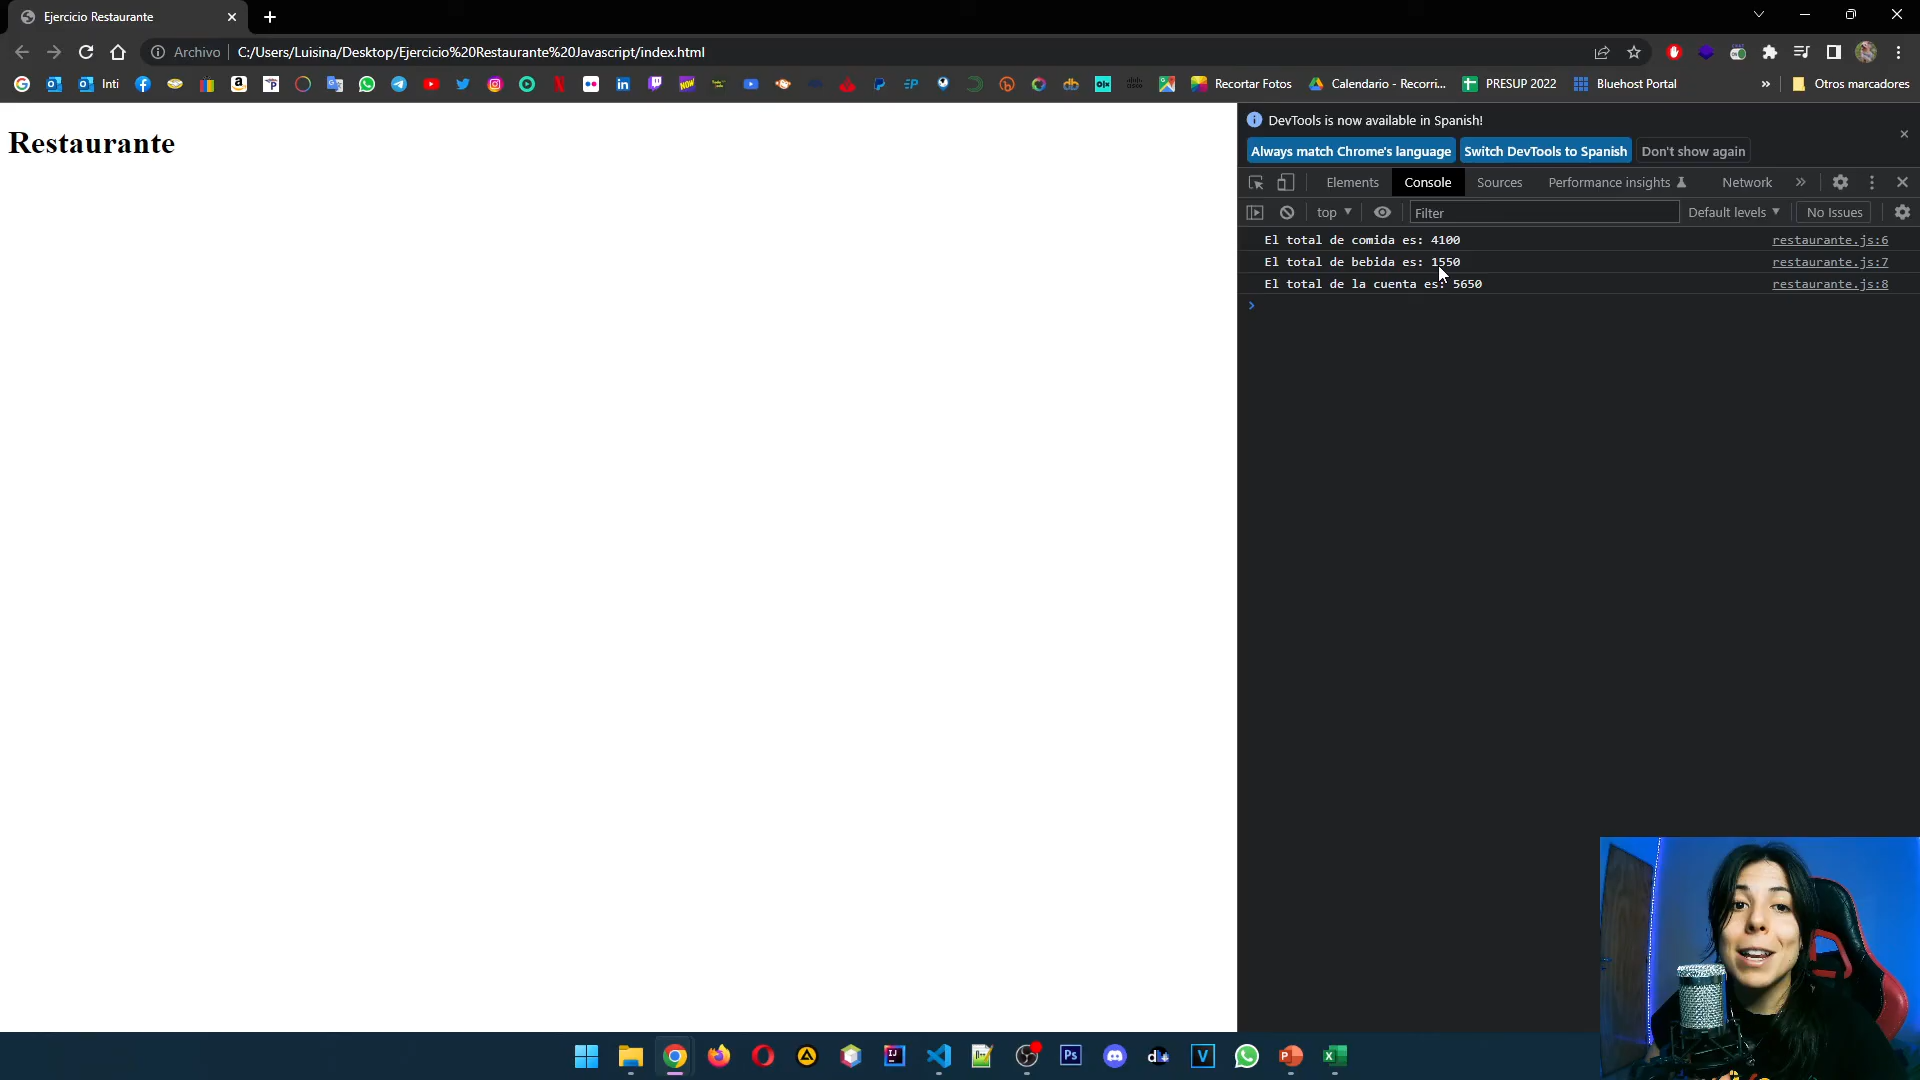 Ejercicio Restaurante
Archivo
C:/Users/Luisina/Desktop/Ejercicio%20Restaurante%20Javascript/index.html
Inti
Recortar Fotos
Calendario - Recorri...
PRESUP 2022
Bluehost Portal
»
Otros marcadores
Restaurante
DevTools is now available in Spanish!
Always match Chrome's language
Switch DevTools to Spanish
Don't show again
Elements
Console
Sources
Performance insights
Network
»
top
Filter
Default levels
No Issues
El total de comida es: 4100
restaurante.js:6
El total de bebida es: 1550
restaurante.js:7
El total de la cuenta es: 5650
restaurante.js:8